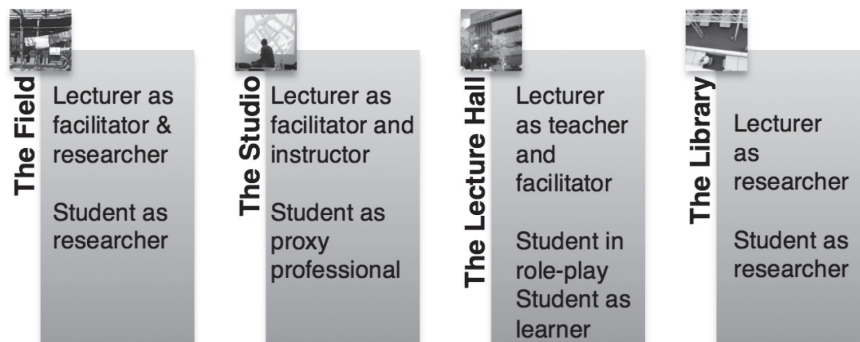 The Field
Lecturer as
facilitator &
researcher
Student as
researcher
The Studio
Lecturer as
facilitator and
instructor
Student as
proxy
professional
The Lecture Hall
Lecturer
as teacher
and
facilitator
Student in
role-play
Student as
learner
The Library
Lecturer
as
researcher
Student as
researcher